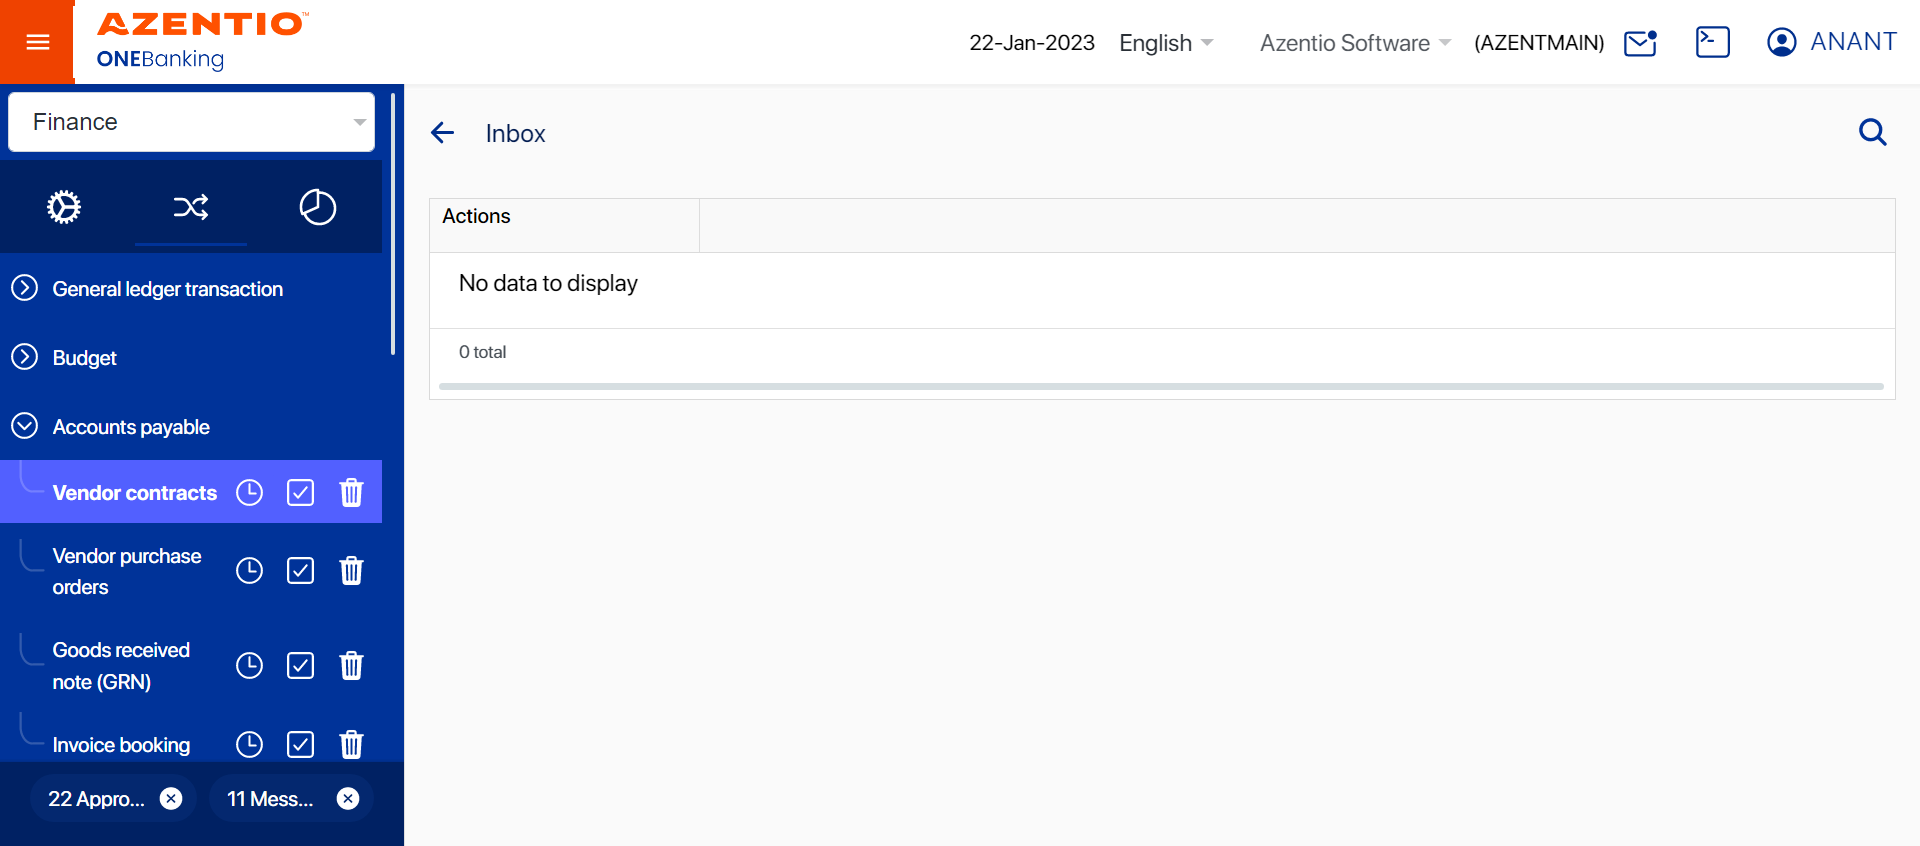 AZENTIO™
ONEBanking
22-Jan-2023
English
Azentio Software
(AZENTMAIN)
ANANT
Finance
General ledger transaction
Budget
Accounts payable
Vendor contracts
Vendor purchase
orders
Goods received
note (GRN)
Invoice booking
22 Appro...
11 Mess...
Inbox
Actions
No data to display
0 total